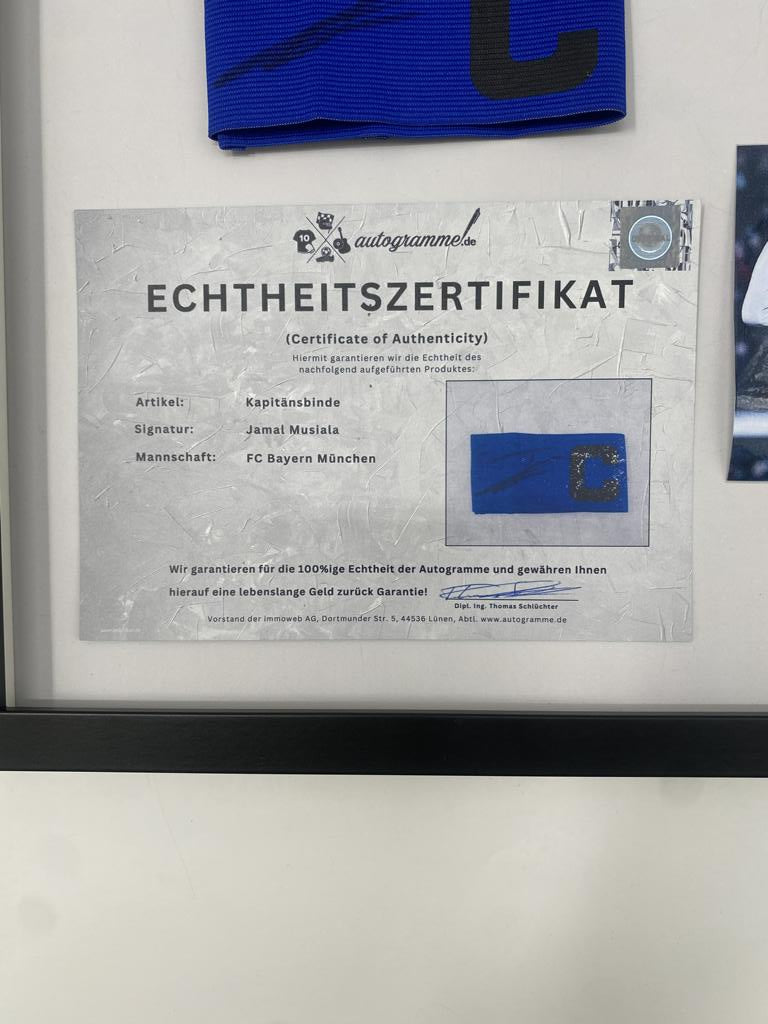 C
10
autogramme.de
ECHTHEITSZERTIFIKAT
(Certificate of Authenticity)
Hiermit garantieren wir die Echtheit des
nachfolgend aufgeführten Produktes:
Artikel: Kapitänsbinde
Signatur: Jamal Musiala
Mannschaft: FC Bayern München
C
Wir garantieren für die 100%ige Echtheit der Autogramme und gewähren Ihnen
hierauf eine lebenslange Geld zurück Garantie!
Dipl. Ing. Thomas Schlüchter
Vorstand der immoweb AG, Dortmunder Str. 5, 44536 Lünen, Abtl. www.autogramme.de